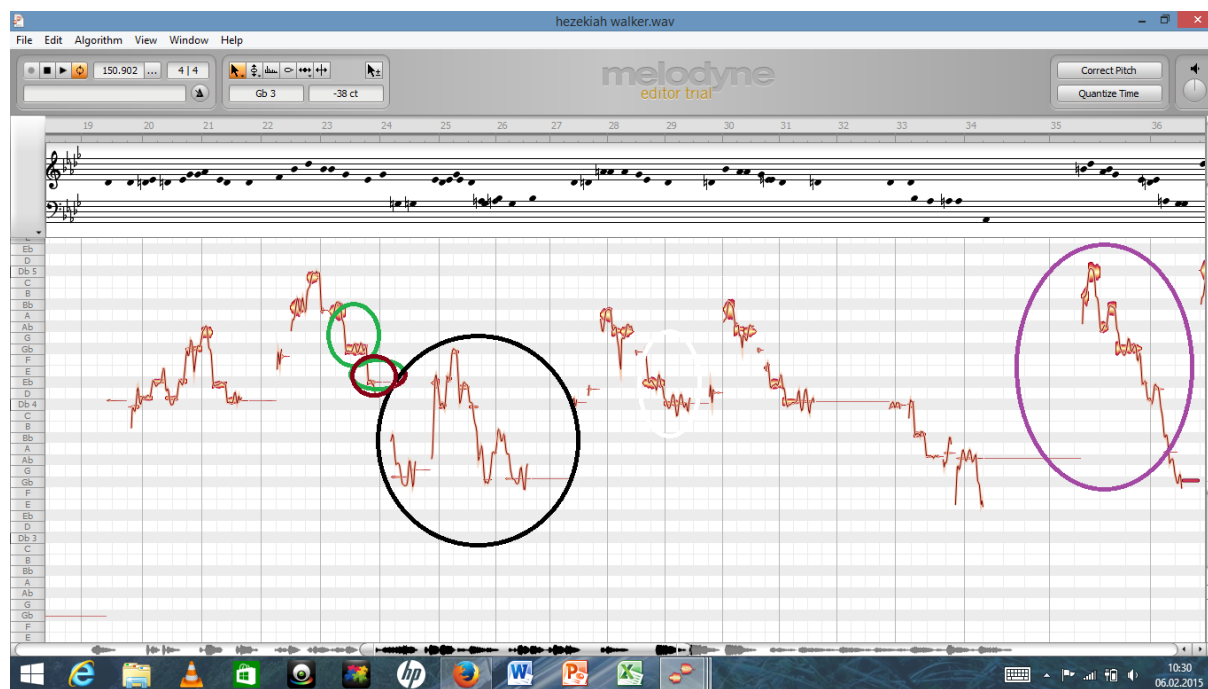 hezekiah walker.wav
File Edit Algorithm View Window Help
150.902 ... 4|4
Gb 3 -38 ct
melodyne
editor trial
Correct Pitch
Quantize Time
19 20 21 22 23 24 25 26 27 28 29 30 31 32 33 34 35 36
Eb
D
Db 5
C
B
Bb
A
Ab
G
Gb
F
E
Eb
D
Db 4
C
B
Bb
A
Ab
G
Gb
F
E
Eb
D
Db 3
C
B
Bb
A
Ab
G
Gb
F
E
10:30
06.02.2015